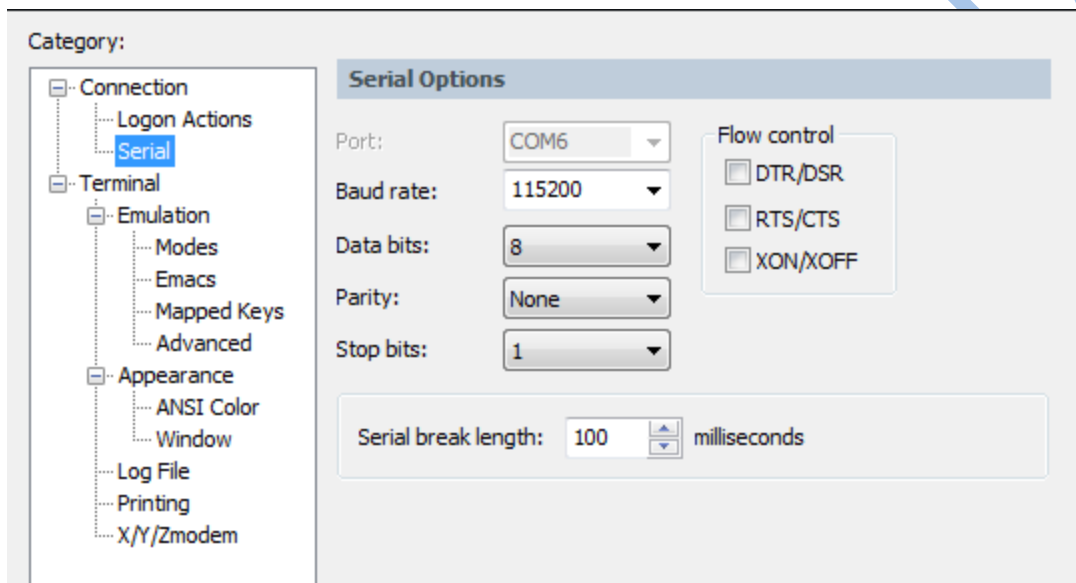 Category:
Connection
Logon Actions
Serial
Terminal
Emulation
Modes
Emacs
Mapped Keys
Advanced
Appearance
ANSI Color
Window
Log File
Printing
X/Y/Zmodem
Serial Options
Port: COM6
Baud rate: 115200
Data bits: 8
Parity: None
Stop bits: 1
Flow control
DTR/DSR
RTS/CTS
XON/XOFF
Serial break length: 100 milliseconds